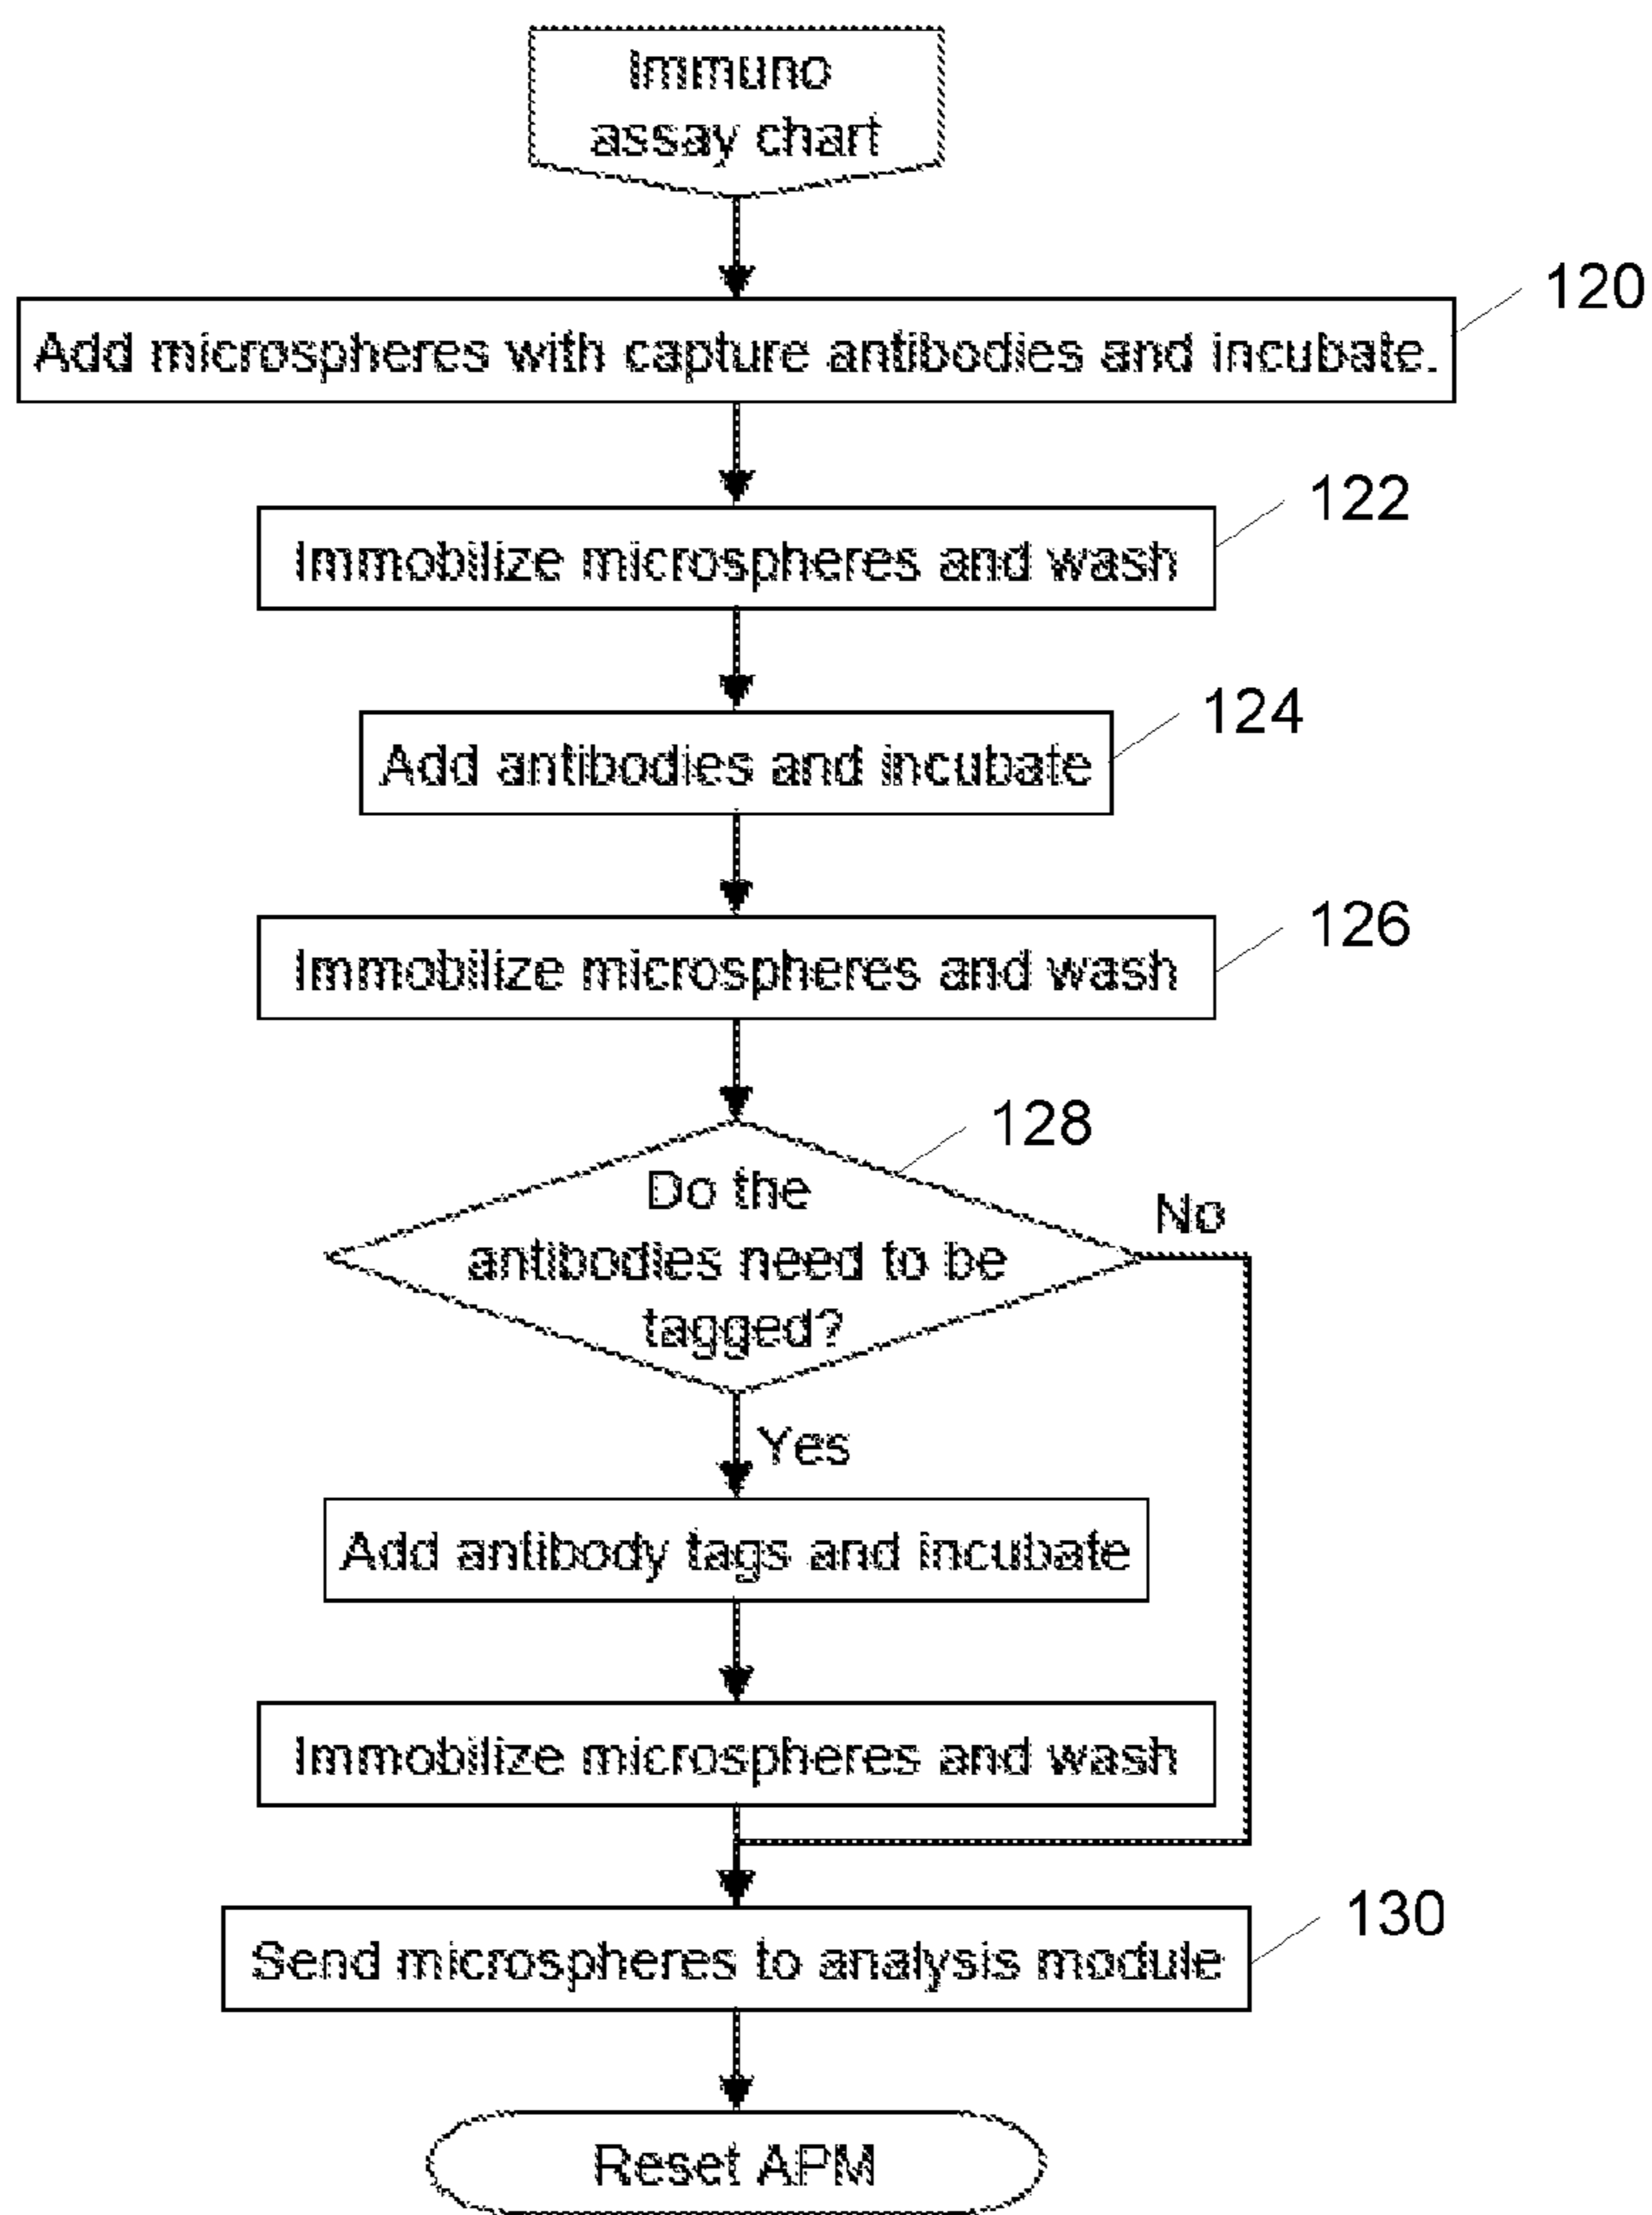 Immuno
assay chart
120
Add microspheres with capture antibodies and incubate.
122
Immobilize microspheres and wash
124
Add antibodies and incubate
126
Immobilize microspheres and wash
128
Do the
antibodies need to be
tagged?
No
Yes
Add antibody tags and incubate
Immobilize microspheres and wash
130
Send microspheres to analysis module
Reset APM